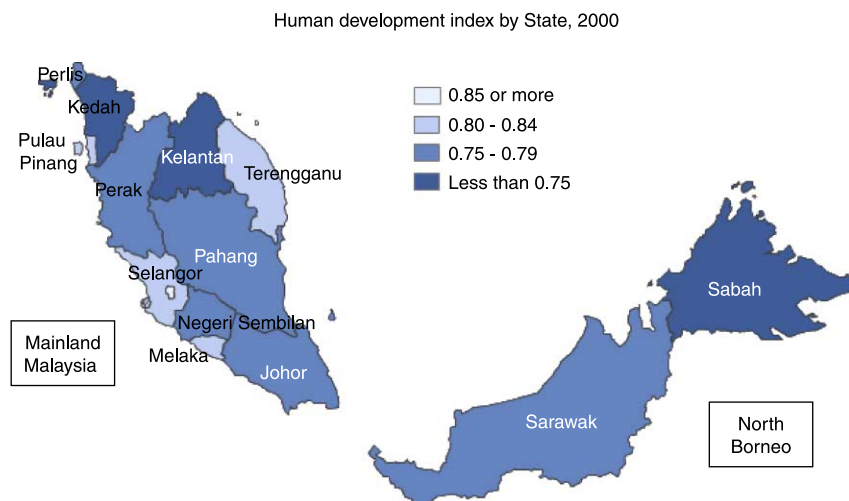 Human development index by State, 2000
Perlis
Kedah
Pulau
Pinang
Kelantan
Terengganu
Perak
Pahang
Selangor
Negeri Sembilan
Melaka
Johor
0.85 or more
0.80 - 0.84
0.75 - 0.79
Less than 0.75
Mainland
Malaysia
Sabah
Sarawak
North
Borneo